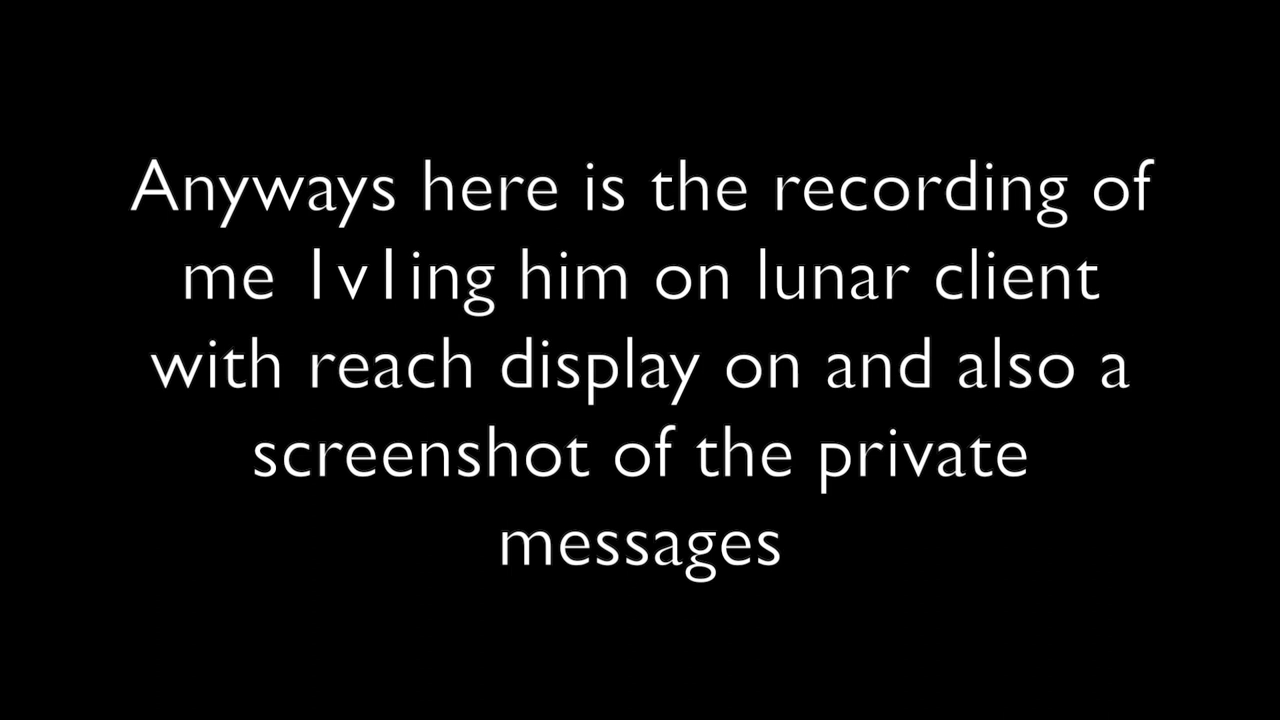 Anyways here is the recording of
me 1v1ing him on lunar client
with reach display on and also a
screenshot of the private
messages